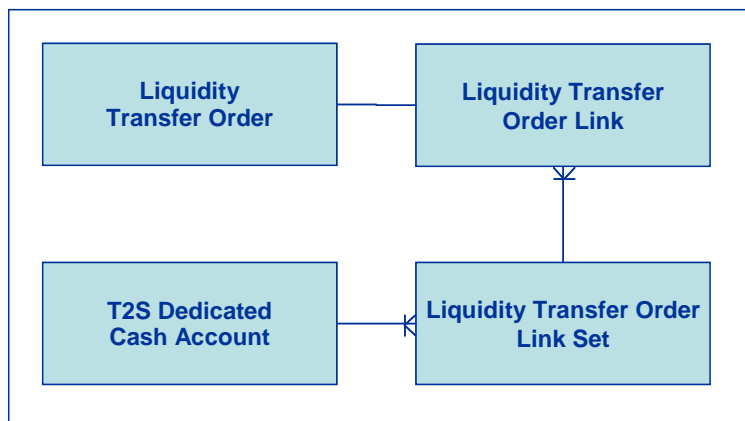 Liquidity
Transfer Order
Liquidity Transfer
Order Link
T2S Dedicated
Cash Account
Liquidity Transfer Order
Link Set